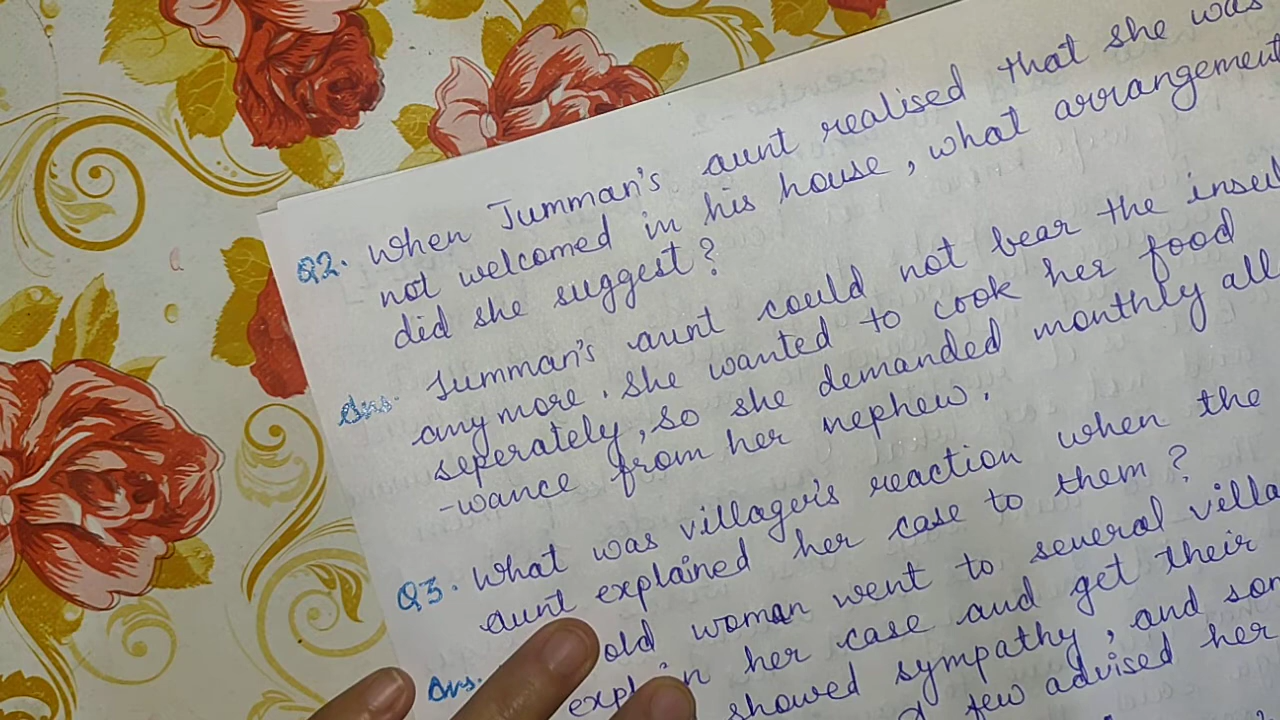 Q2. When Jumman's aunt realised that she was
not welcomed in his house, what arrangement
did she suggest?
Ans. Jumman's aunt could not bear the insul
anymore. She wanted to cook her food
seperately, so she demanded monthly all
-wance from her nephew.
Q3. What was villager's reaction when the
aunt explained her case to them?
Ans. old woman went to several villa
expl n her case and get their
showed sympathy, and som
few advised her